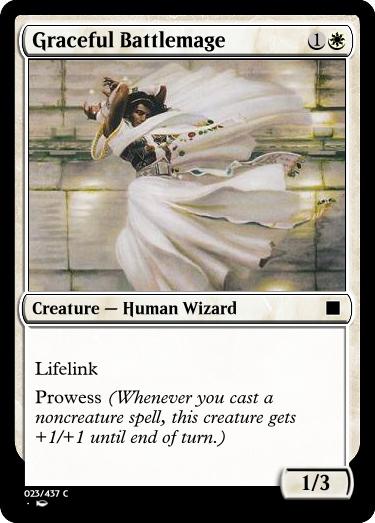 Graceful Battlemage 1
Creature — Human Wizard
Lifelink
Prowess (Whenever you cast a
noncreature spell, this creature gets
+1/+1 until end of turn.)
1/3
023/437 C